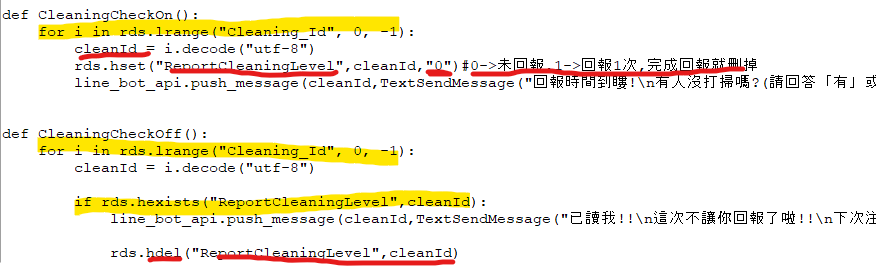 def CleaningCheckOn():
for i in rds.lrange("Cleaning_Id", 0, -1):
cleanId = i.decode("utf-8")
rds.hset("ReportCleaningLevel",cleanId,"0")#0->未回報,1->回報1次,完成回報就刪掉
line_bot_api.push_message(cleanId,TextSendMessage("回報時間到嘍!\n有人沒打掃嗎?(請回答「有」或
def CleaningCheckOff():
for i in rds.lrange("Cleaning_Id", 0, -1):
cleanId = i.decode("utf-8")
if rds.hexists("ReportCleaningLevel",cleanId):
line_bot_api.push_message(cleanId,TextSendMessage("已讀我!!\n這次不讓你回報了啦!!\n下次注
rds.hdel("ReportCleaningLevel",cleanId)